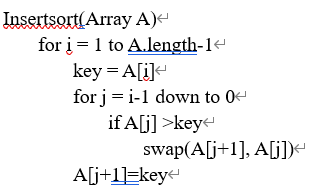 Insertsort(Array A)
for i = 1 to A.length-1
key = A[i]
for j = i-1 down to 0
if A[j] >key
swap(A[j+1], A[j])
A[j+1]=key